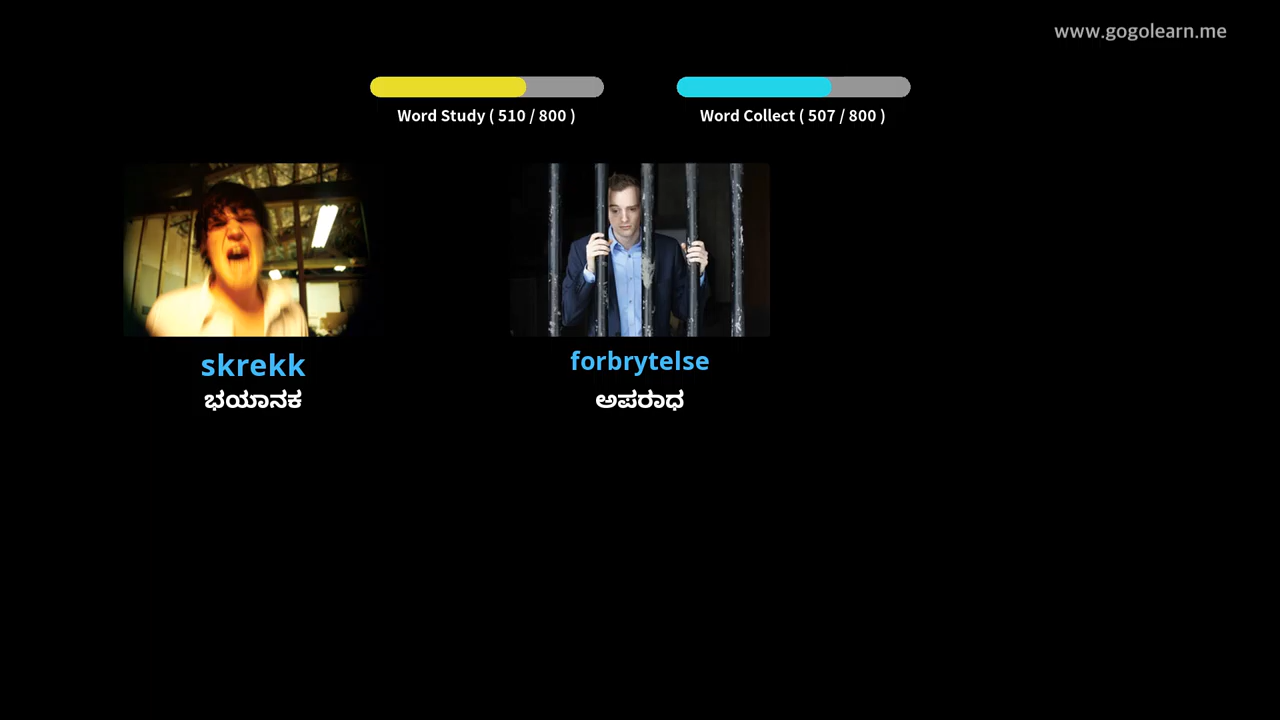 www.gogolearn.me
Word Study ( 510 / 800 )
Word Collect ( 507 / 800 )
skrekk
forbrytelse
ಭಯಾನಕ
ಅಪರಾಧ